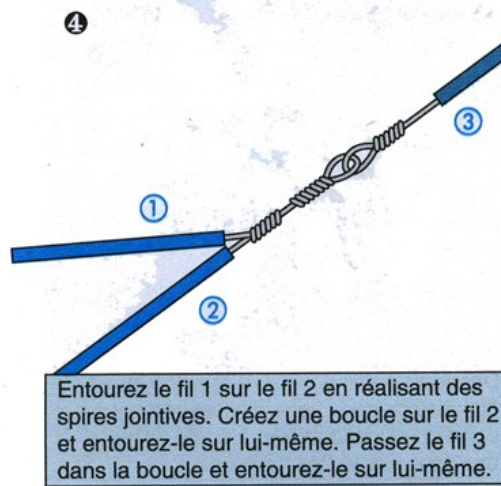 ❹
③
①
②
Entourez le fil 1 sur le fil 2 en réalisant des
spires jointives. Créez une boucle sur le fil 2
et entourez-le sur lui-même. Passez le fil 3
dans la boucle et entourez-le sur lui-même.